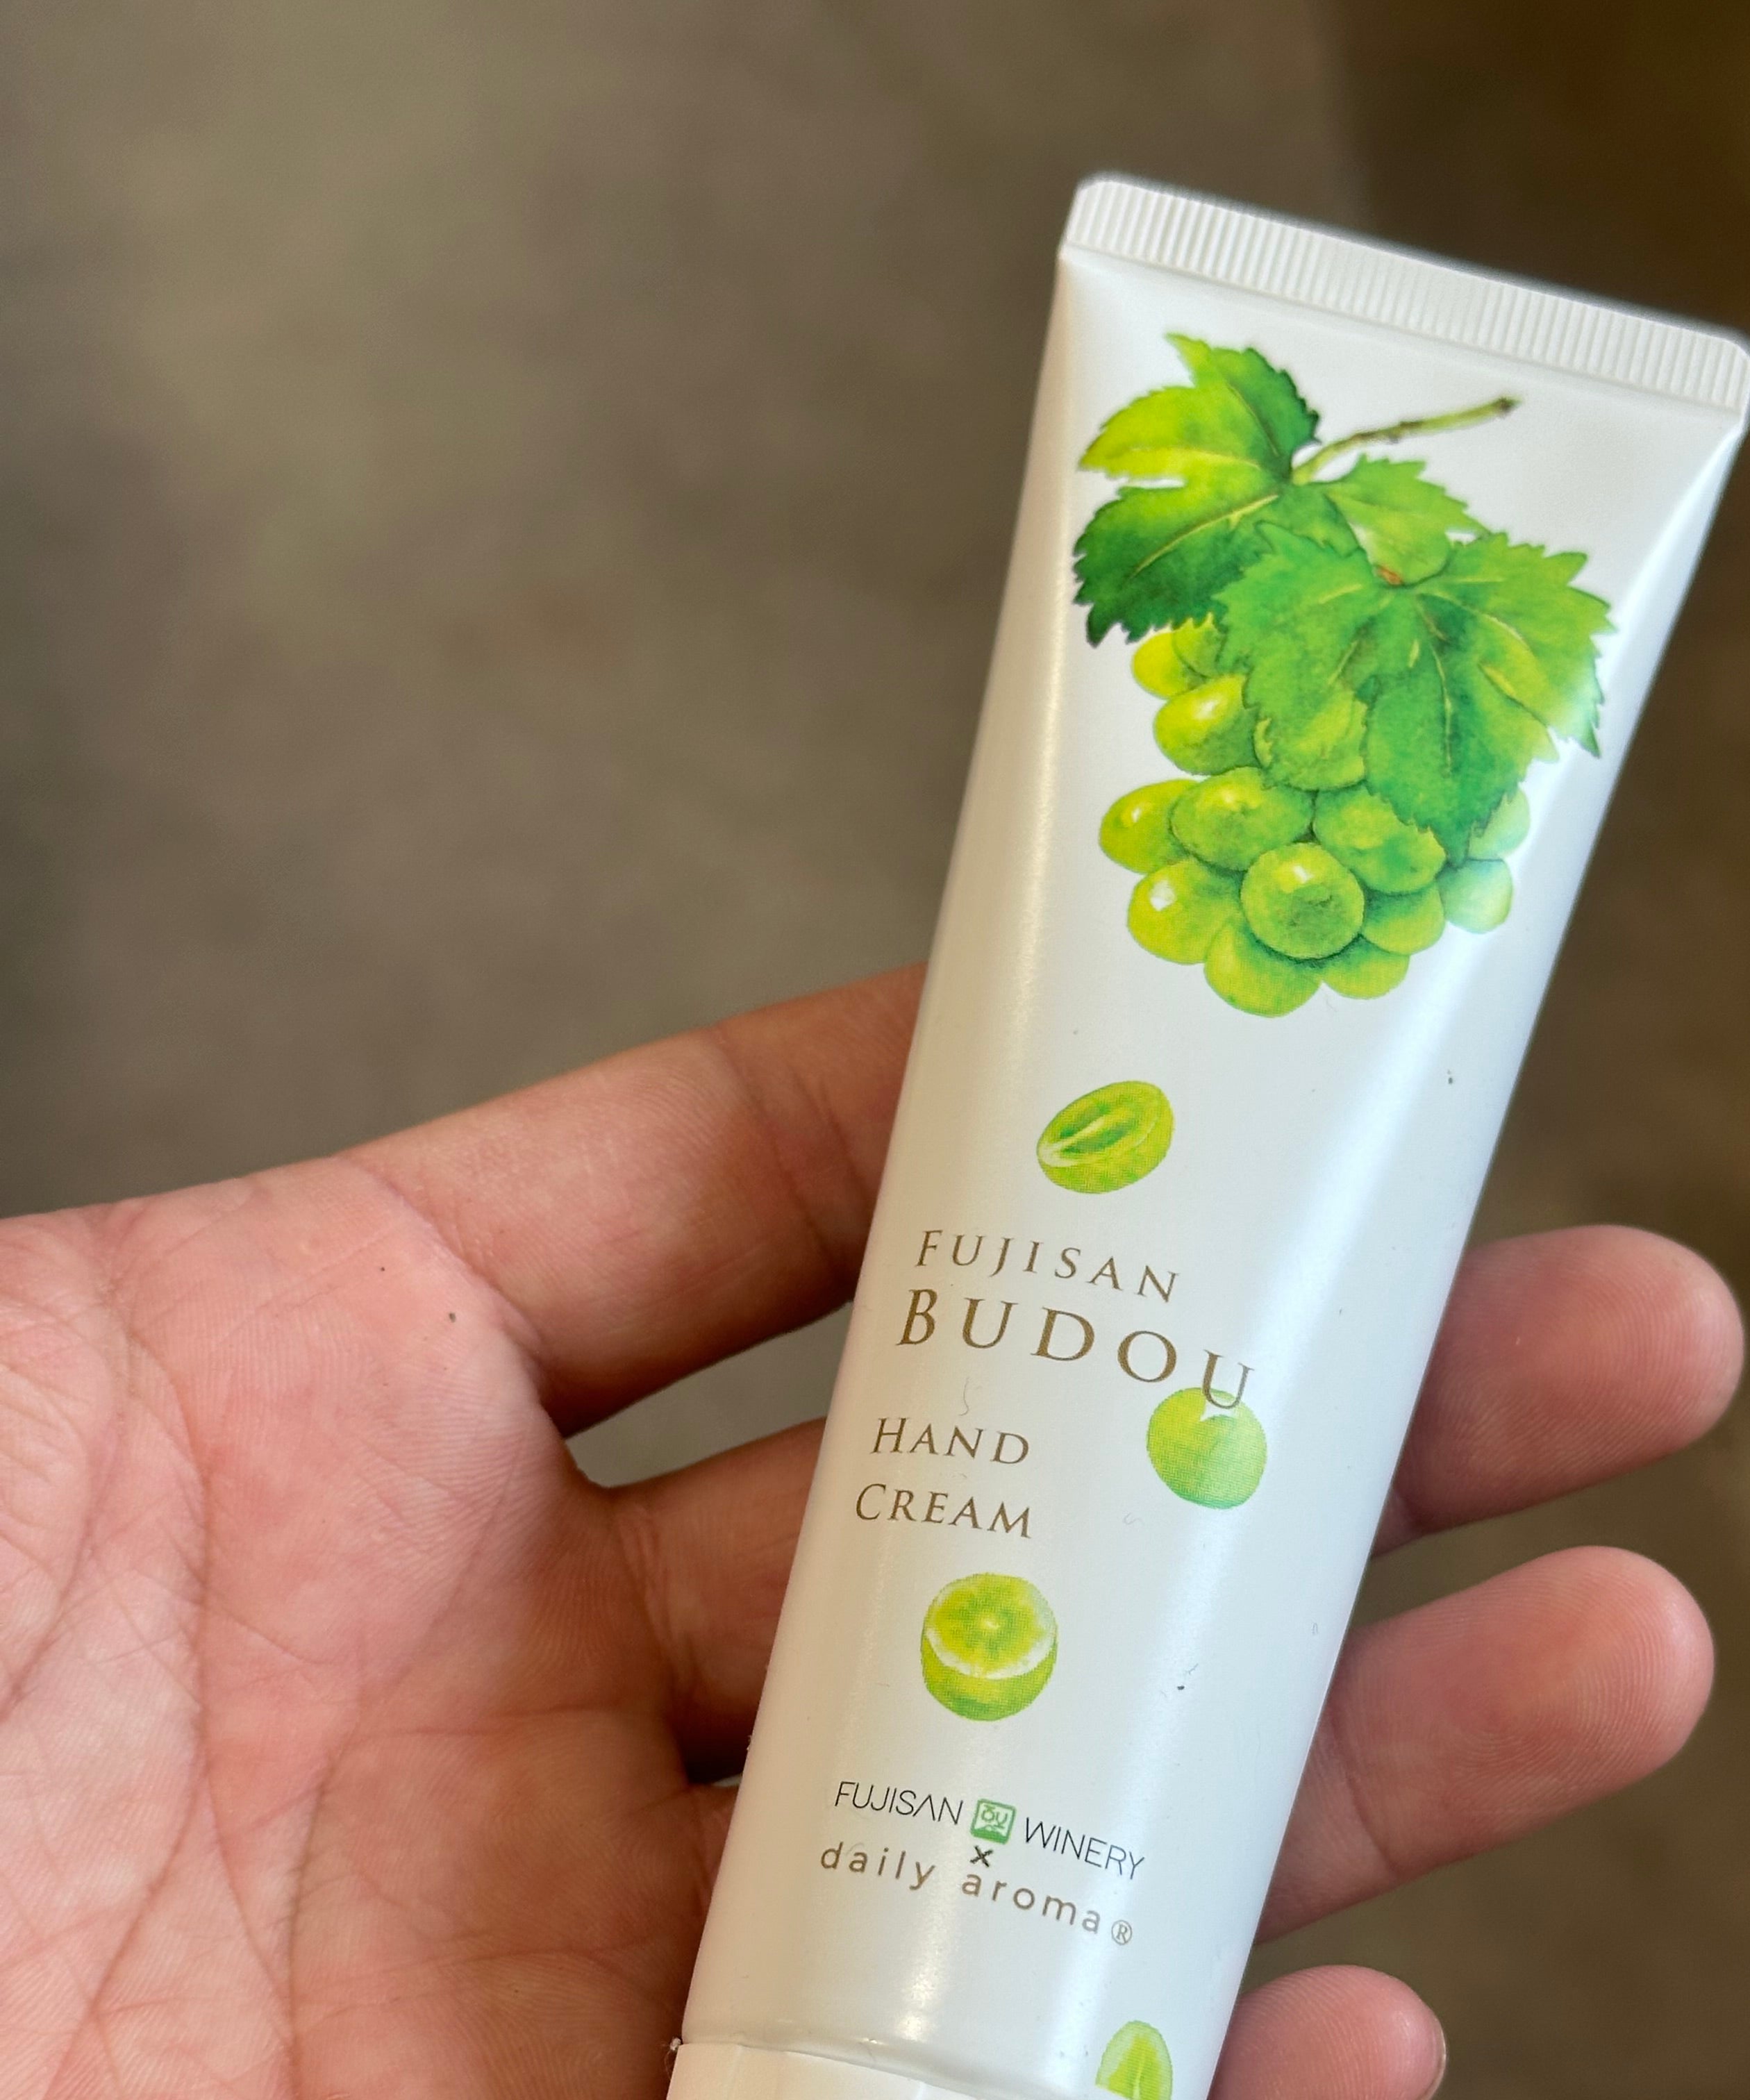 FUJISAN
BUDOU
HAND
CREAM
FUJISAN WINERY
×
daily aroma®